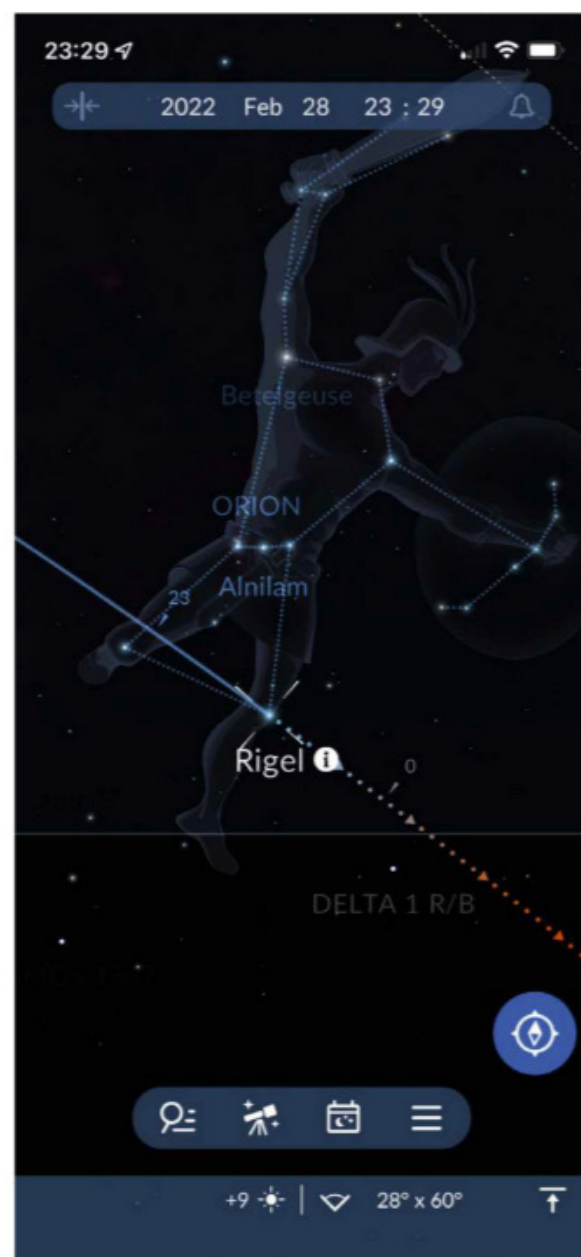 23:29
2022 Feb 28 23 : 29
Betelgeuse
ORION
Alnilam
23
Rigel i
0
DELTA 1 R/B
+9 28° x 60°